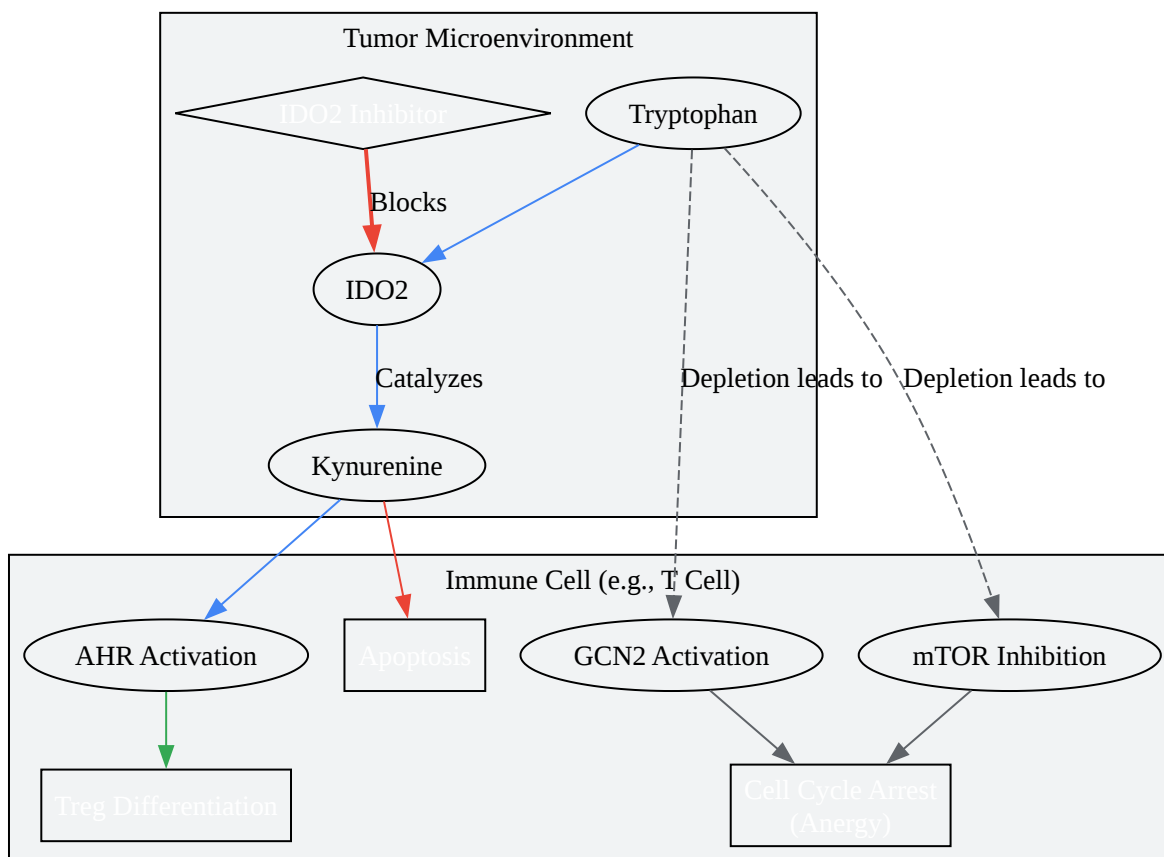 Tumor Microenvironment
IDO2 Inhibitor
Tryptophan
Blocks
IDO2
Catalyzes
Depletion leads to
Depletion leads to
Kynurenine
Immune Cell (e.g., T Cell)
AHR Activation
Apoptosis
GCN2 Activation
mTOR Inhibition
Treg Differentiation
Cell Cycle Arrest
(Anergy)